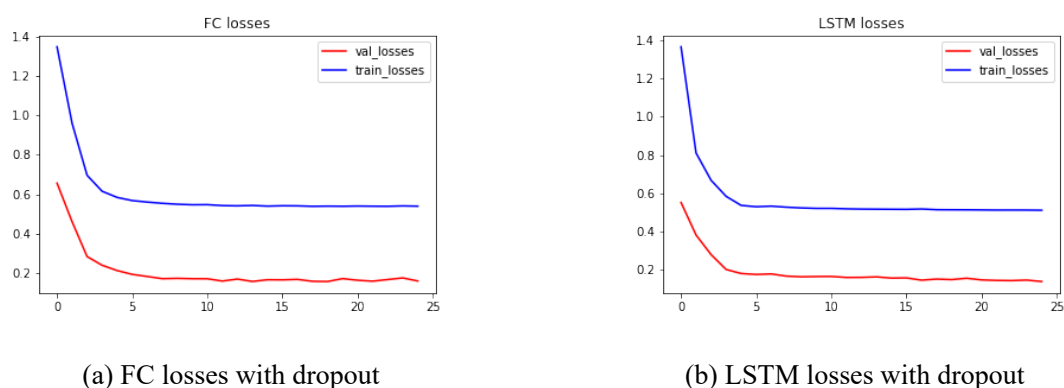 FC losses
val_losses
train_losses
1.4
1.2
1.0
0.8
0.6
0.4
0.2
0 5 10 15 20 25
(a) FC losses with dropout
LSTM losses
val_losses
train_losses
1.4
1.2
1.0
0.8
0.6
0.4
0.2
0 5 10 15 20 25
(b) LSTM losses with dropout